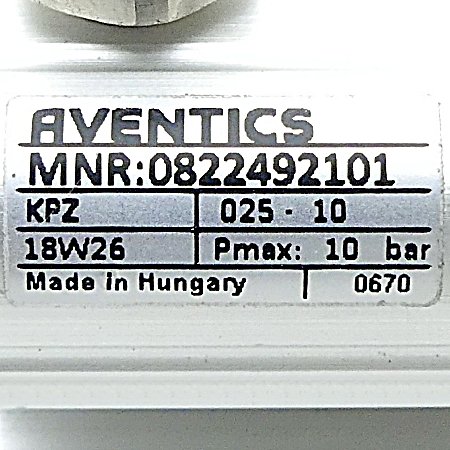 AVENTICS
MNR:0822492101
KPZ 025 - 10
18W26 Pmax: 10 bar
Made in Hungary 0670